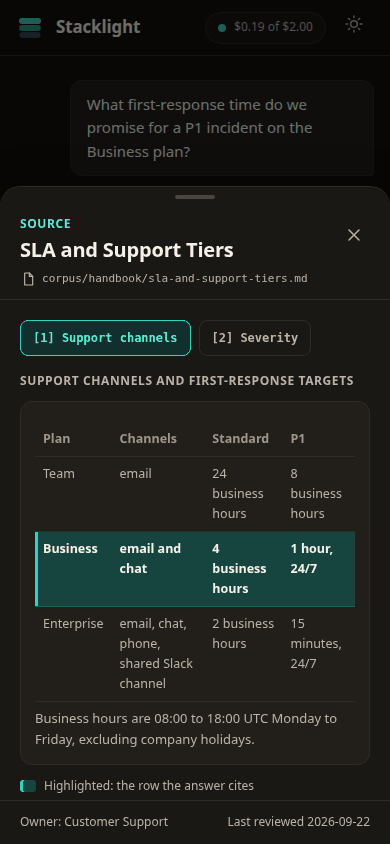 Stacklight
$0.19 of $2.00
What first-response time do we
promise for a P1 incident on the
Business plan?
SOURCE
SLA and Support Tiers
corpus/handbook/sla-and-support-tiers.md
[1] Support channels
[2] Severity
SUPPORT CHANNELS AND FIRST-RESPONSE TARGETS
Plan Channels Standard P1
Team email 24 business hours 8 business hours
Business email and chat 4 business hours 1 hour, 24/7
Enterprise email, chat, phone, shared Slack channel 2 business hours 15 minutes, 24/7
Business hours are 08:00 to 18:00 UTC Monday to
Friday, excluding company holidays.
Highlighted: the row the answer cites
Owner: Customer Support
Last reviewed 2026-09-22